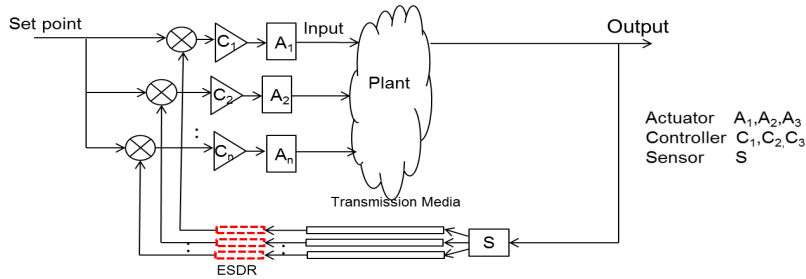 Set point
C1
A1
Input
Output
Plant
C2
A2
:
Cn
An
Actuator A1,A2,A3
Controller C1,C2,C3
Sensor S
Transmission Media
S
:
:
ESDR